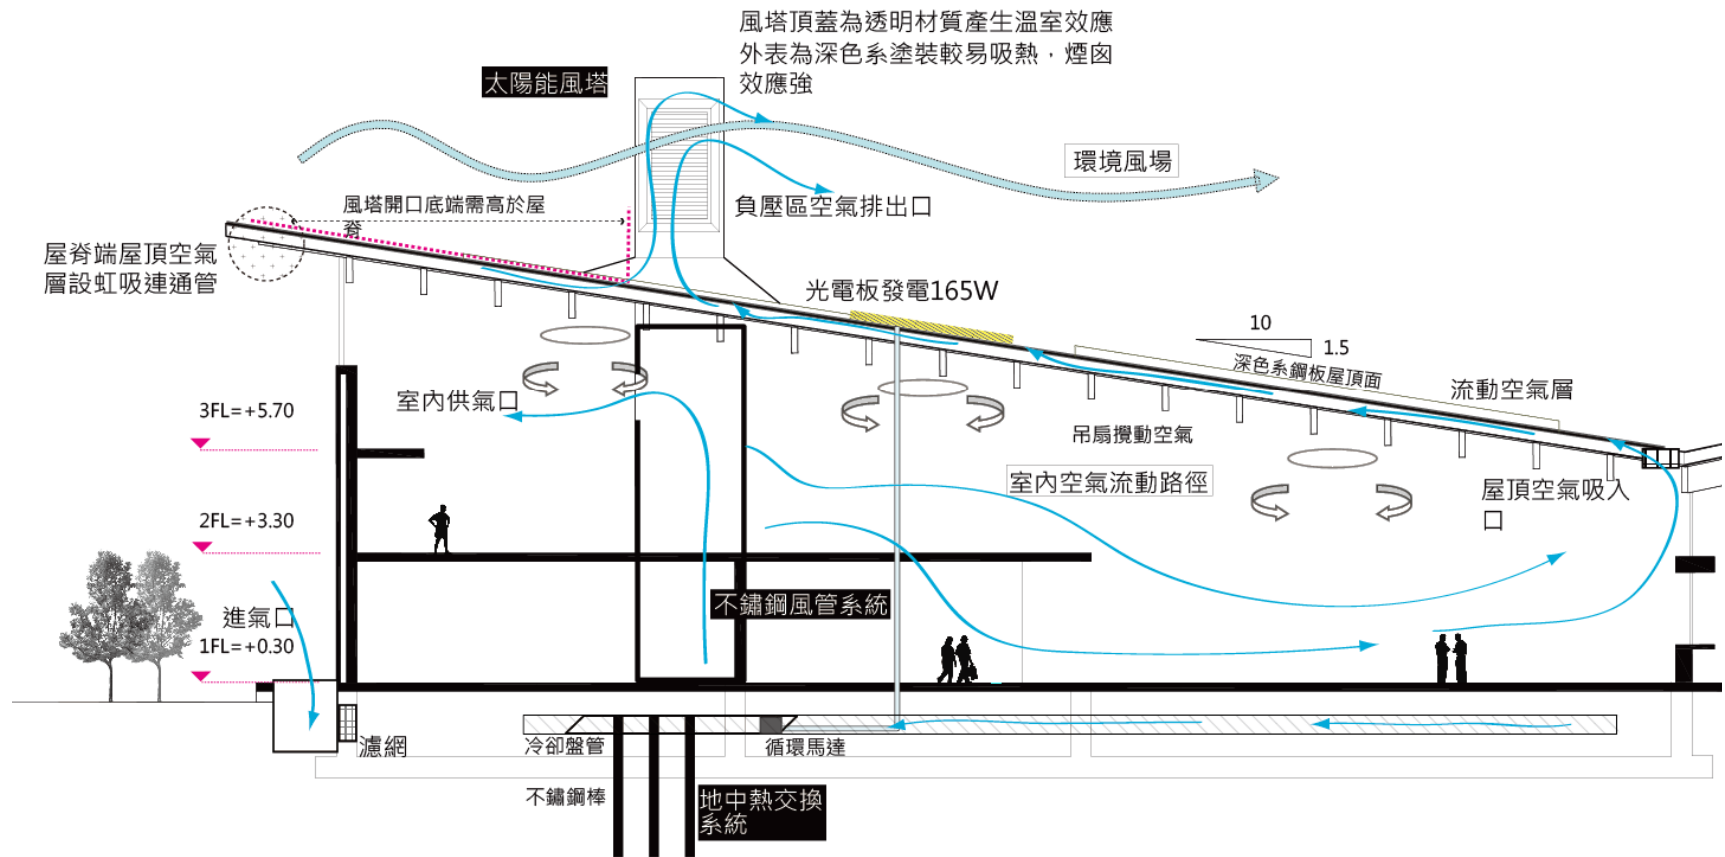 風塔頂蓋為透明材質產生溫室效應
外表為深色系塗裝較易吸熱，煙囪
效應強
太陽能風塔
環境風場
風塔開口底端需高於屋
脊
負壓區空氣排出口
屋脊端屋頂空氣
層設虹吸連通管
光電板發電165W
10
1.5
深色系鋼板屋頂面
流動空氣層
室內供氣口
3FL=+5.70
吊扇攪動空氣
室內空氣流動路徑
屋頂空氣吸入
口
2FL=+3.30
不鏽鋼風管系統
進氣口
1FL=+0.30
濾網
冷卻盤管
循環馬達
不鏽鋼棒
地中熱交換
系統